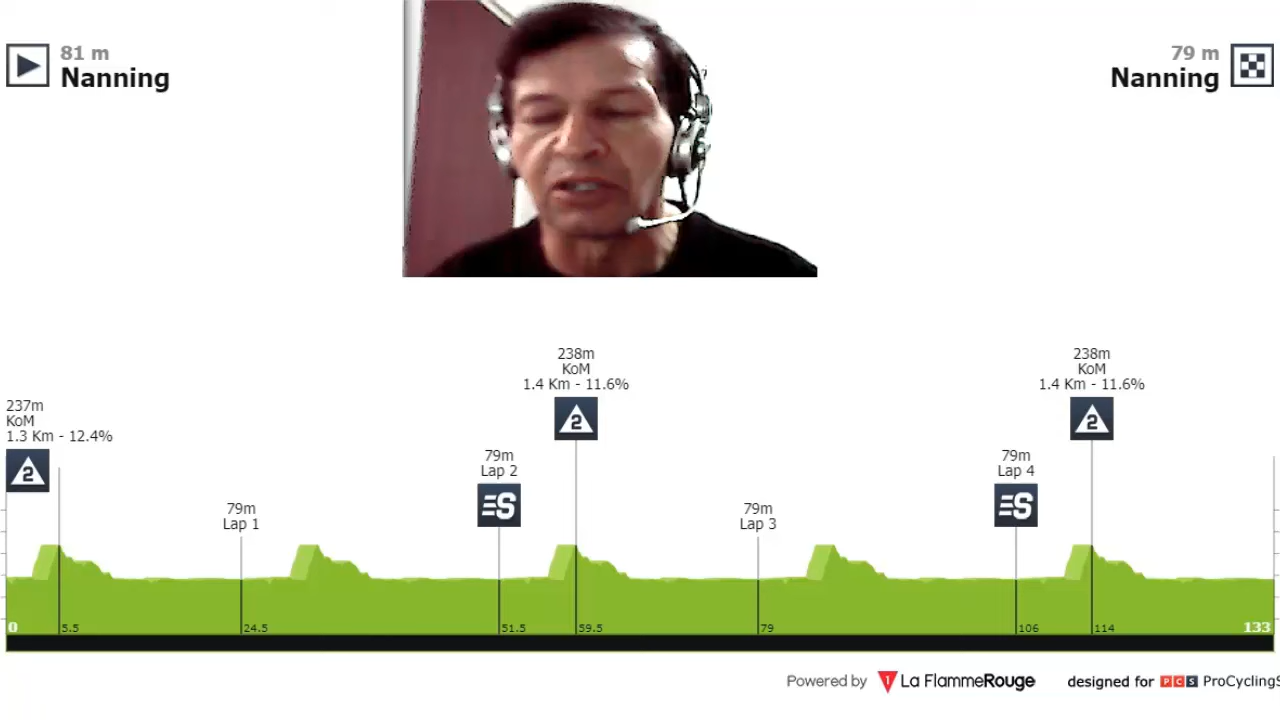 81 m
Nanning
79 m
Nanning
237m
KoM
1.3 Km - 12.4%
2
79m
Lap 1
79m
Lap 2
S
238m
KoM
1.4 Km - 11.6%
2
79m
Lap 3
79m
Lap 4
S
238m
KoM
1.4 Km - 11.6%
2
0
5.5
24.5
51.5
59.5
79
106
114
133
Powered by 1 La FlammeRouge
designed for PCS ProCyclingS